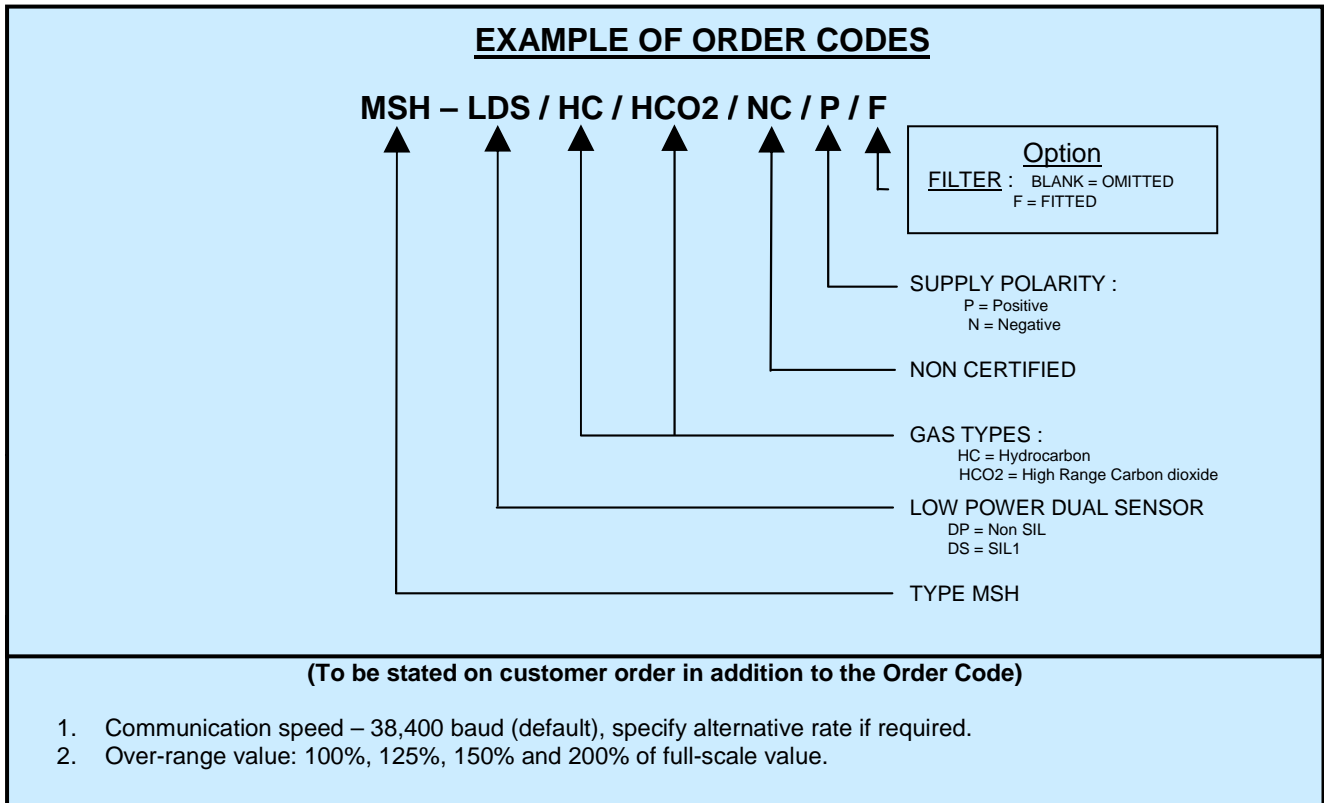 EXAMPLE OF ORDER CODES
MSH – LDS / HC / HCO2 / NC / P / F
Option
FILTER : BLANK = OMITTED
F = FITTED
SUPPLY POLARITY :
P = Positive
N = Negative
NON CERTIFIED
GAS TYPES :
HC = Hydrocarbon
HCO2 = High Range Carbon dioxide
LOW POWER DUAL SENSOR
DP = Non SIL
DS = SIL1
TYPE MSH
(To be stated on customer order in addition to the Order Code)
1. Communication speed – 38,400 baud (default), specify alternative rate if required.
2. Over-range value: 100%, 125%, 150% and 200% of full-scale value.